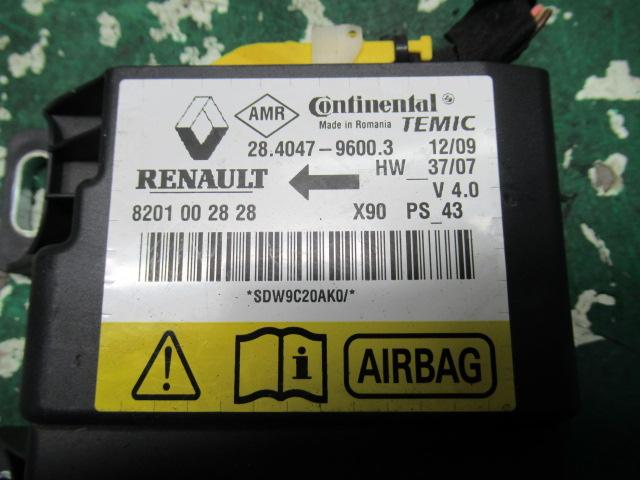 AMR
Continental
Made in Romania TEMIC
28.4047-9600.3 12/09
HW_37/07
RENAULT
V 4.0
8201 00 28 28 X90 PS_43
*SDW9C20AK0/*
i
AIRBAG